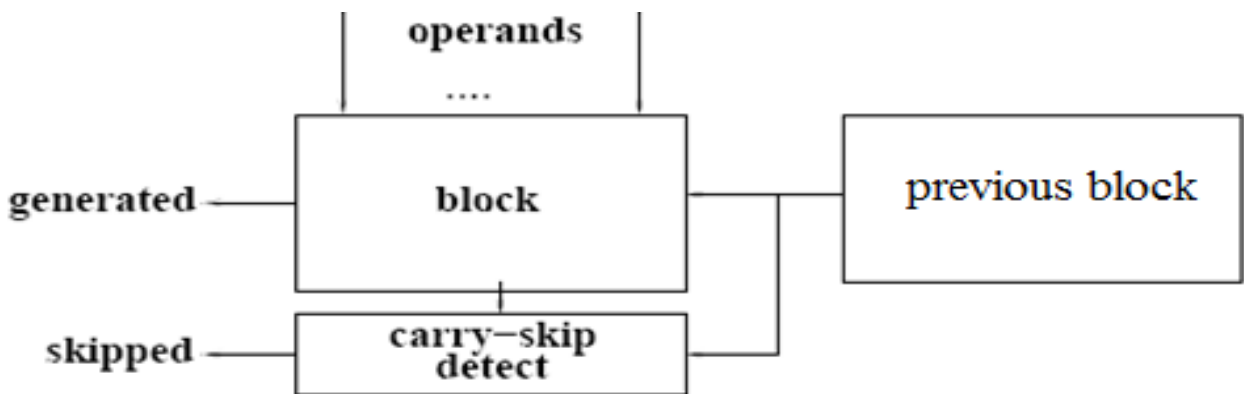 operands
....
generated
block
previous block
skipped
carry-skip
detect